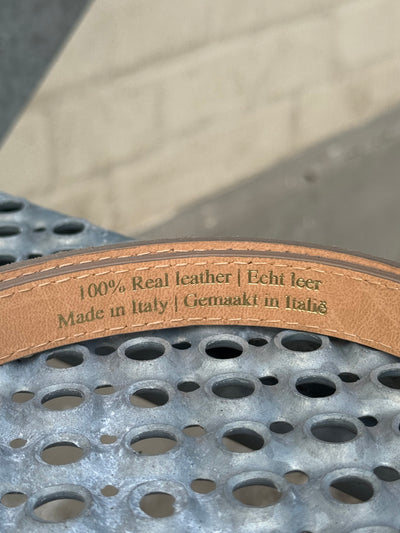 100% Real leather | Echt leer
Made in Italy | Gemaakt in Italië